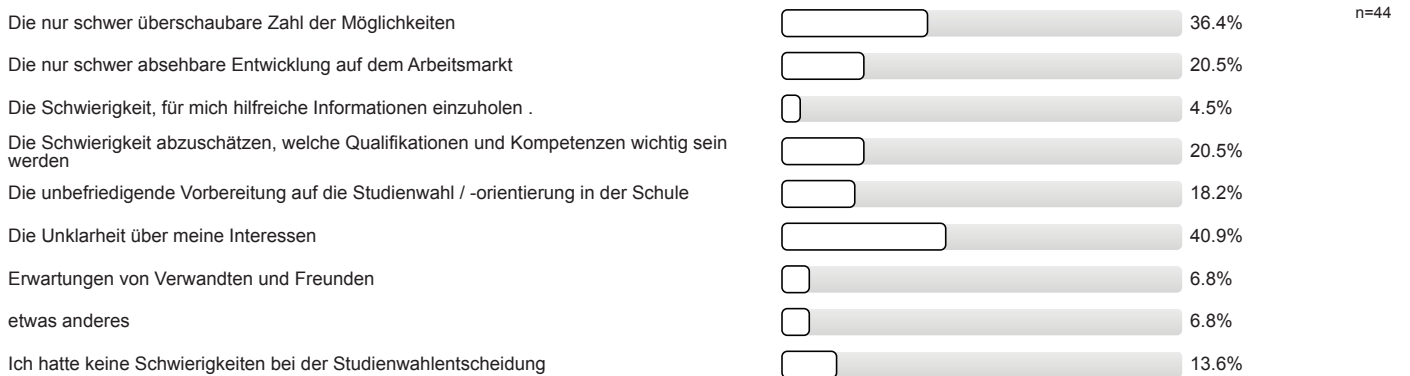 Die nur schwer überschaubare Zahl der Möglichkeiten 36.4% n=44
Die nur schwer absehbare Entwicklung auf dem Arbeitsmarkt 20.5%
Die Schwierigkeit, für mich hilfreiche Informationen einzuholen . 4.5%
Die Schwierigkeit abzuschätzen, welche Qualifikationen und Kompetenzen wichtig sein
werden 20.5%
Die unbefriedigende Vorbereitung auf die Studienwahl / -orientierung in der Schule 18.2%
Die Unklarheit über meine Interessen 40.9%
Erwartungen von Verwandten und Freunden 6.8%
etwas anderes 6.8%
Ich hatte keine Schwierigkeiten bei der Studienwahlentscheidung 13.6%